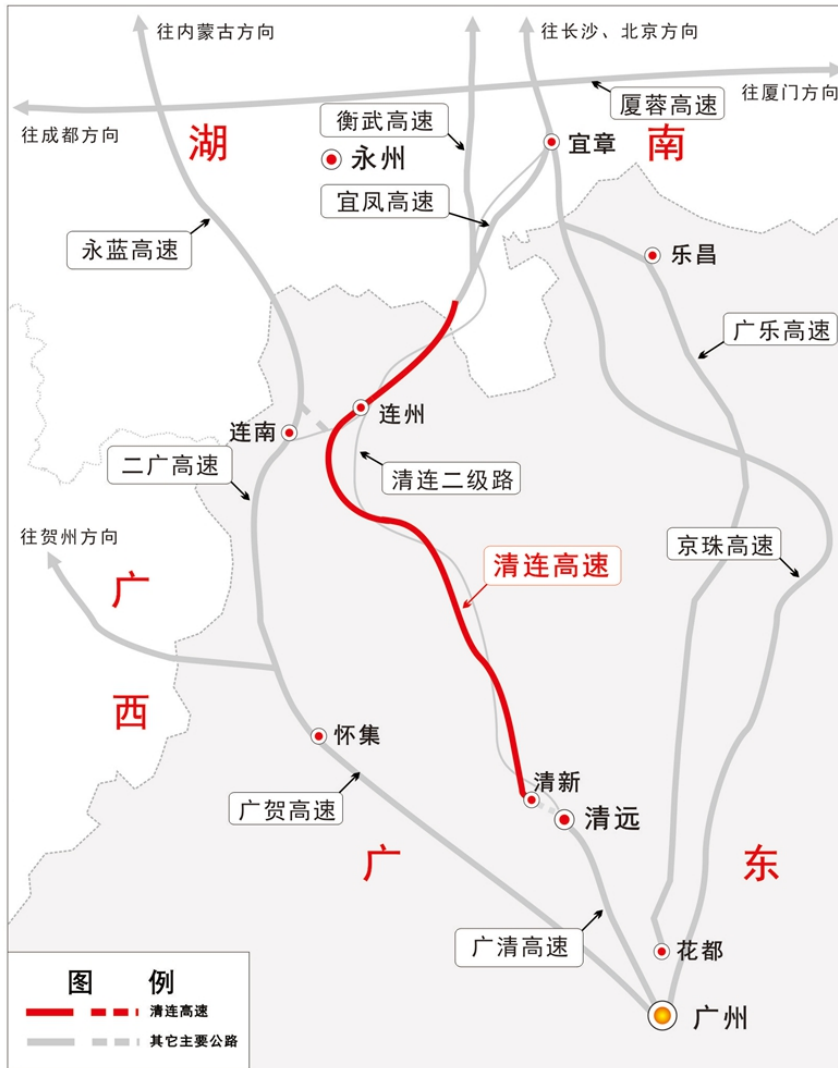 往内蒙古方向
往长沙、北京方向
厦蓉高速
往厦门方向
往成都方向
湖
衡武高速
永州
宜章
南
宜凤高速
永蓝高速
乐昌
广乐高速
连州
连南
二广高速
清连二级路
往贺州方向
清连高速
京珠高速
广
西
怀集
清新
清远
广贺高速
广
东
广清高速
花都
广州
图 例
清连高速
其它主要公路